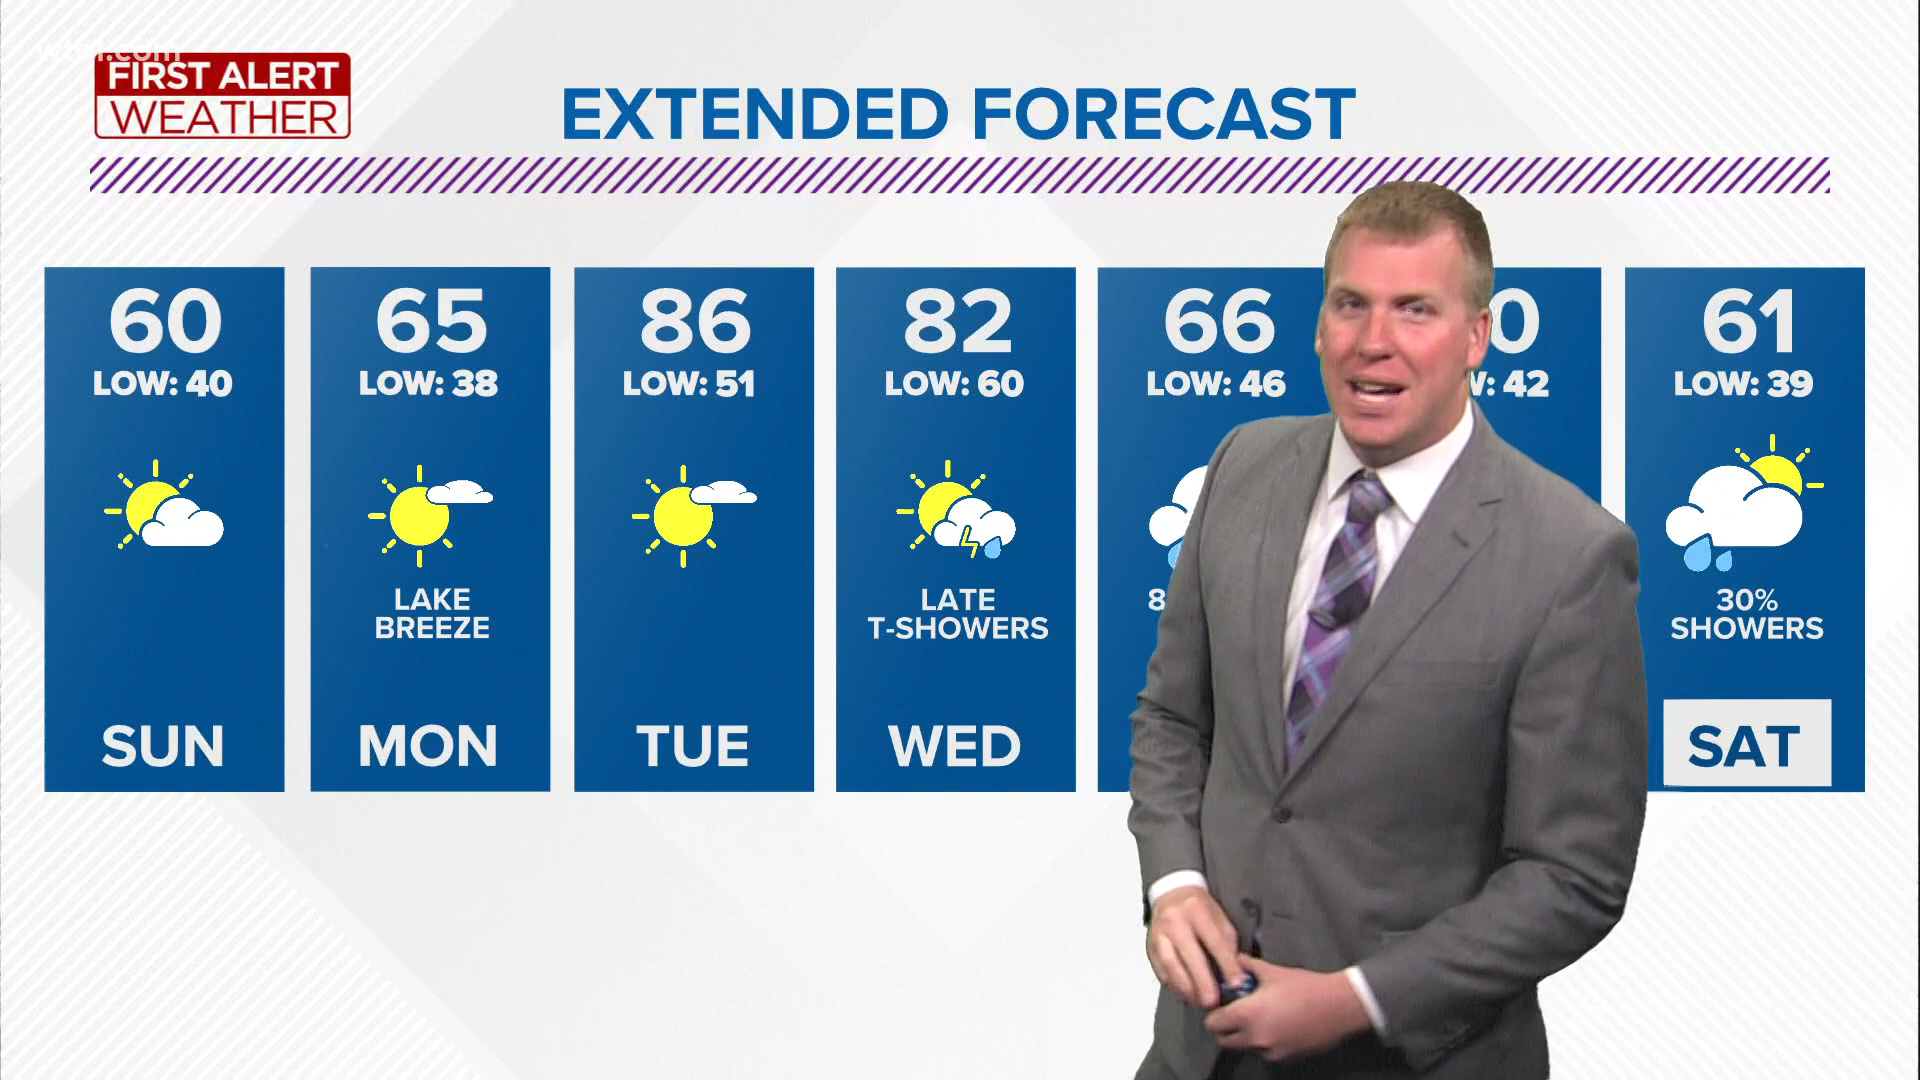 FIRST ALERT
WEATHER
EXTENDED FORECAST
60
LOW: 40
SUN
65
LOW: 38
LAKE
BREEZE
MON
86
LOW: 51
TUE
82
LOW: 60
LATE
T-SHOWERS
WED
66
LOW: 46
42
61
LOW: 39
30%
SHOWERS
SAT